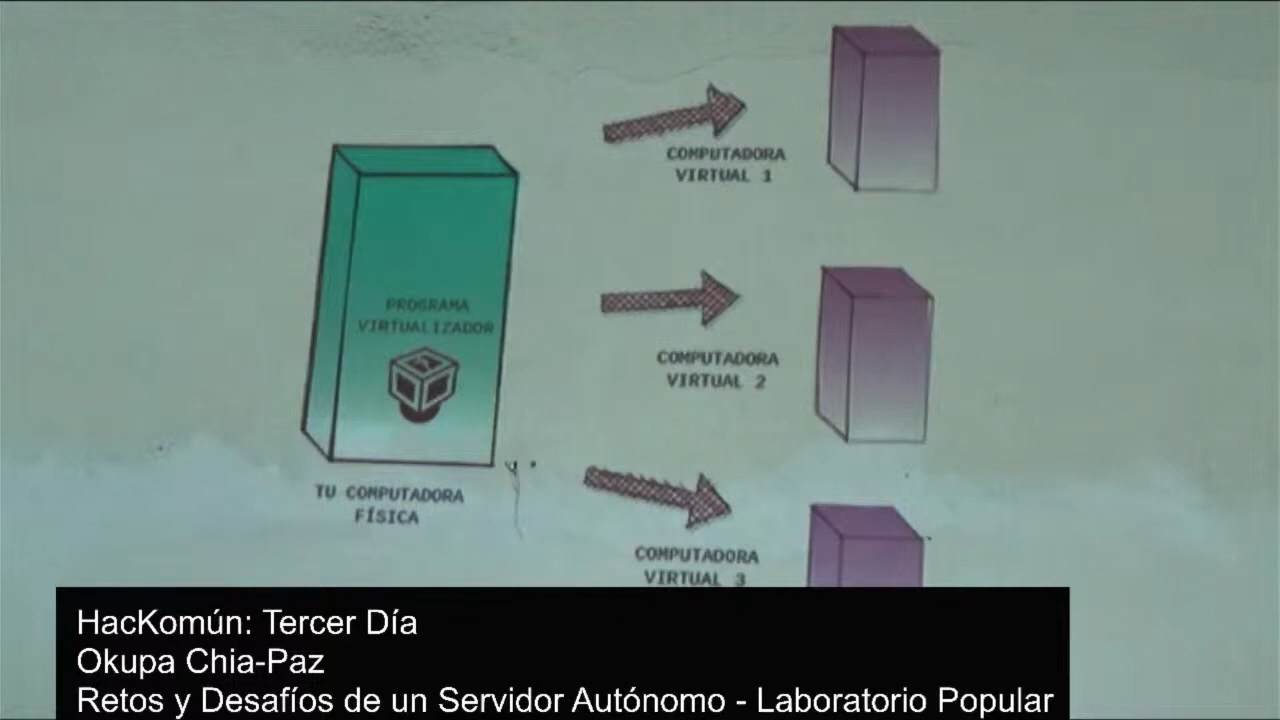 COMPUTADORA
VIRTUAL 1
PROGRAMA
VIRTUALIZADOR
COMPUTADORA
VIRTUAL 2
TU COMPUTADORA
FÍSICA
COMPUTADORA
VIRTUAL 3
HacKomún: Tercer Día
Okupa Chia-Paz
Retos y Desafíos de un Servidor Autónomo - Laboratorio Popular